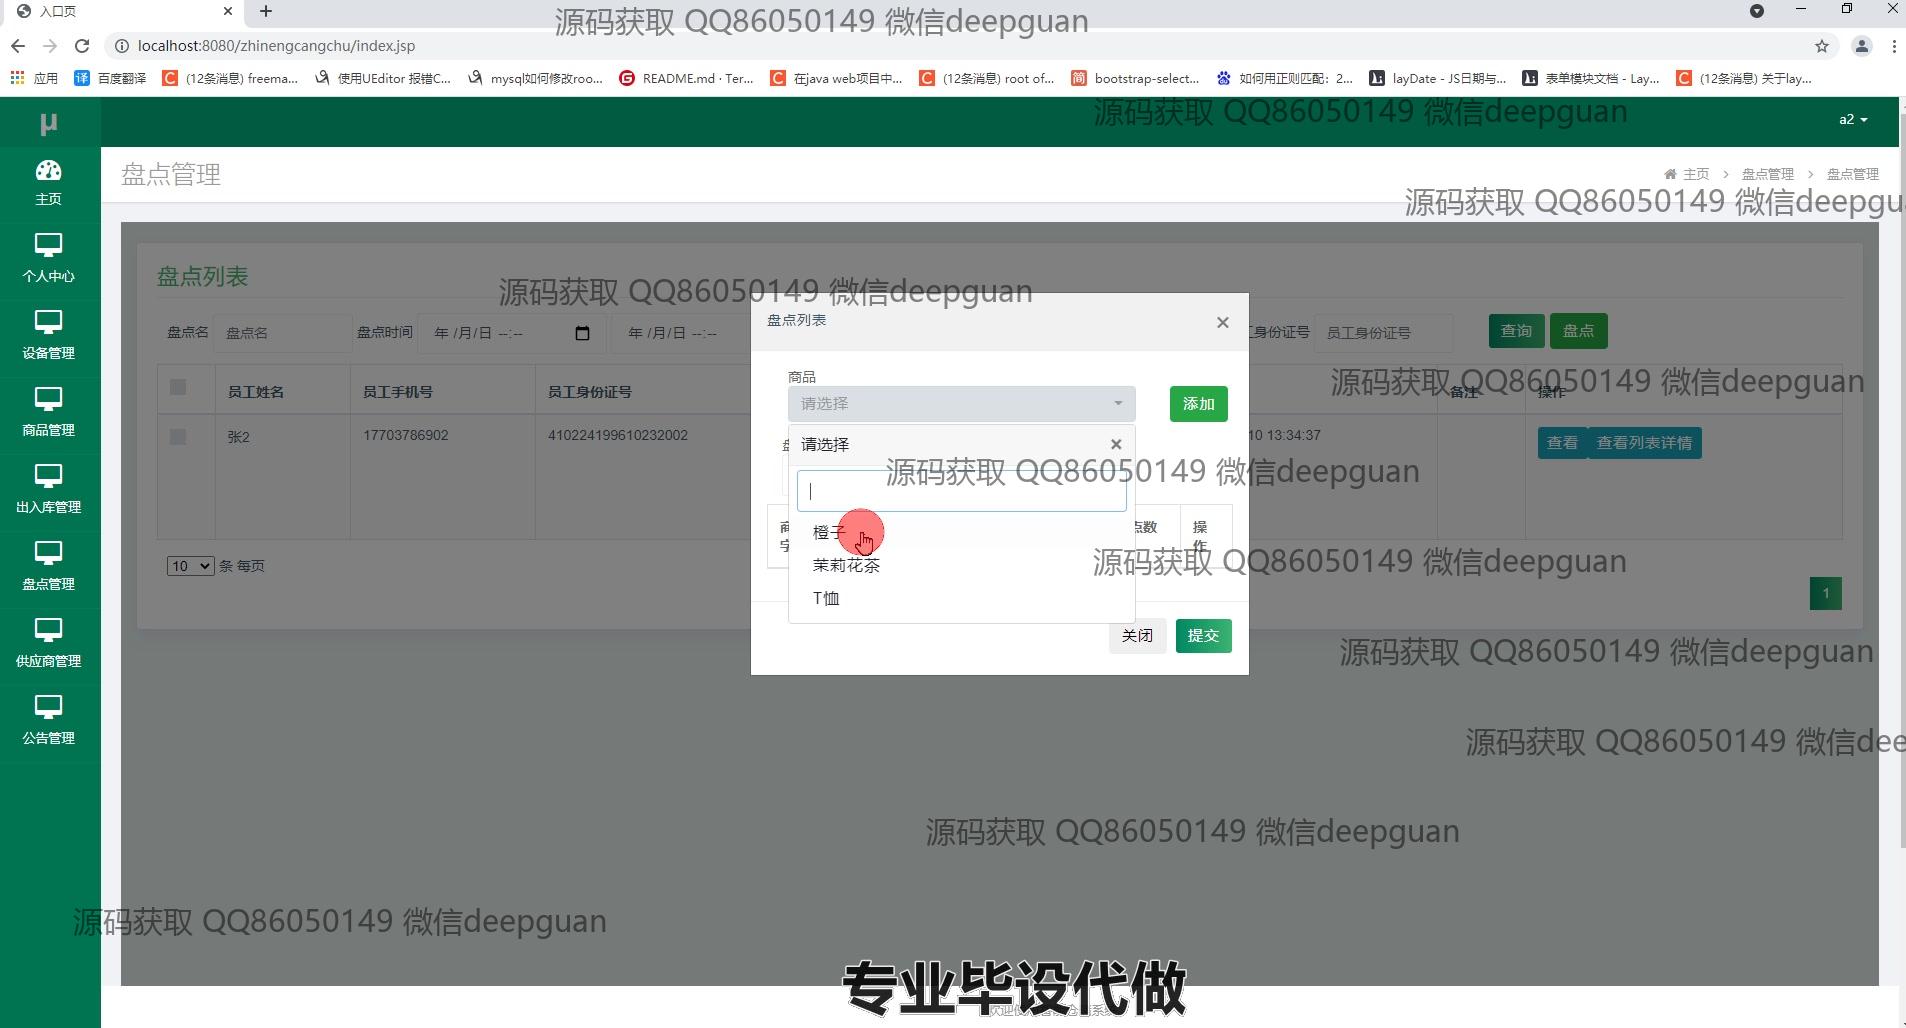 入口页
源码获取 QQ86050149 微信deepguan
localhost:8080/zhinengcangchu/index.jsp
应用 百度翻译 (12条消息) freema... 使用UEditor 报错C... mysql如何修改roo... README.md · Ter... 在java web项目中... (12条消息) root of... bootstrap-select... 如何用正则匹配：2... layDate - JS日期与... 表单模块文档 - Lay... (12条消息) 关于lay...
源码获取 QQ86050149 微信deepguan
μ
a2
主页
个人中心
设备管理
商品管理
出入库管理
盘点管理
供应商管理
公告管理
盘点管理
主页 > 盘点管理 > 盘点管理
源码获取 QQ86050149 微信deepgu
盘点列表
源码获取 QQ86050149 微信deepguan
盘点名 盘点名 盘点时间 年 /月/日 --:-- 年 /月/日 --:-- 工身份证号 员工身份证号 查询 盘点
源码获取 QQ86050149 微信deepguan
员工姓名 员工手机号 员工身份证号 备注 操作
张2 17703786902 410224199610232002 10 13:34:37 查看 查看列表详情
10 条 每页
1
盘点列表 ×
商品
请选择 添加
请选择 ×
源码获取 QQ86050149 微信deepguan
橙子
茉莉花茶
T恤
点数 操作
源码获取 QQ86050149 微信deepguan
关闭 提交
源码获取 QQ86050149 微信deepguan
源码获取 QQ86050149 微信dee
源码获取 QQ86050149 微信deepguan
源码获取 QQ86050149 微信deepguan
专业毕设代做